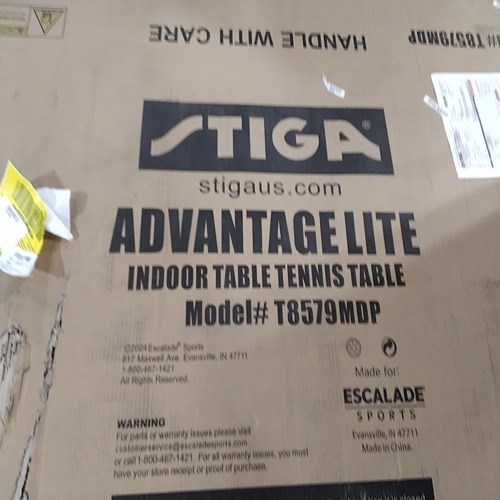 HANDLE WITH CARE
T8579MDP
STIGA®
stigaus.com
ADVANTAGE LITE
INDOOR TABLE TENNIS TABLE
Model# T8579MDP
©2004 Escalade® Sports
817 Maxwell Ave. Evansville, IN 47711
1-800-467-1421
All Rights Reserved.
Made for:
ESCALADE
SPORTS
Evansville, IN 47711
Made in China.
WARNING
For parts or warranty issues please visit
customerservice@escaladesports.com
or call 1-800-467-1421. For all warranty issues, you must
have your store receipt or proof of purchase.